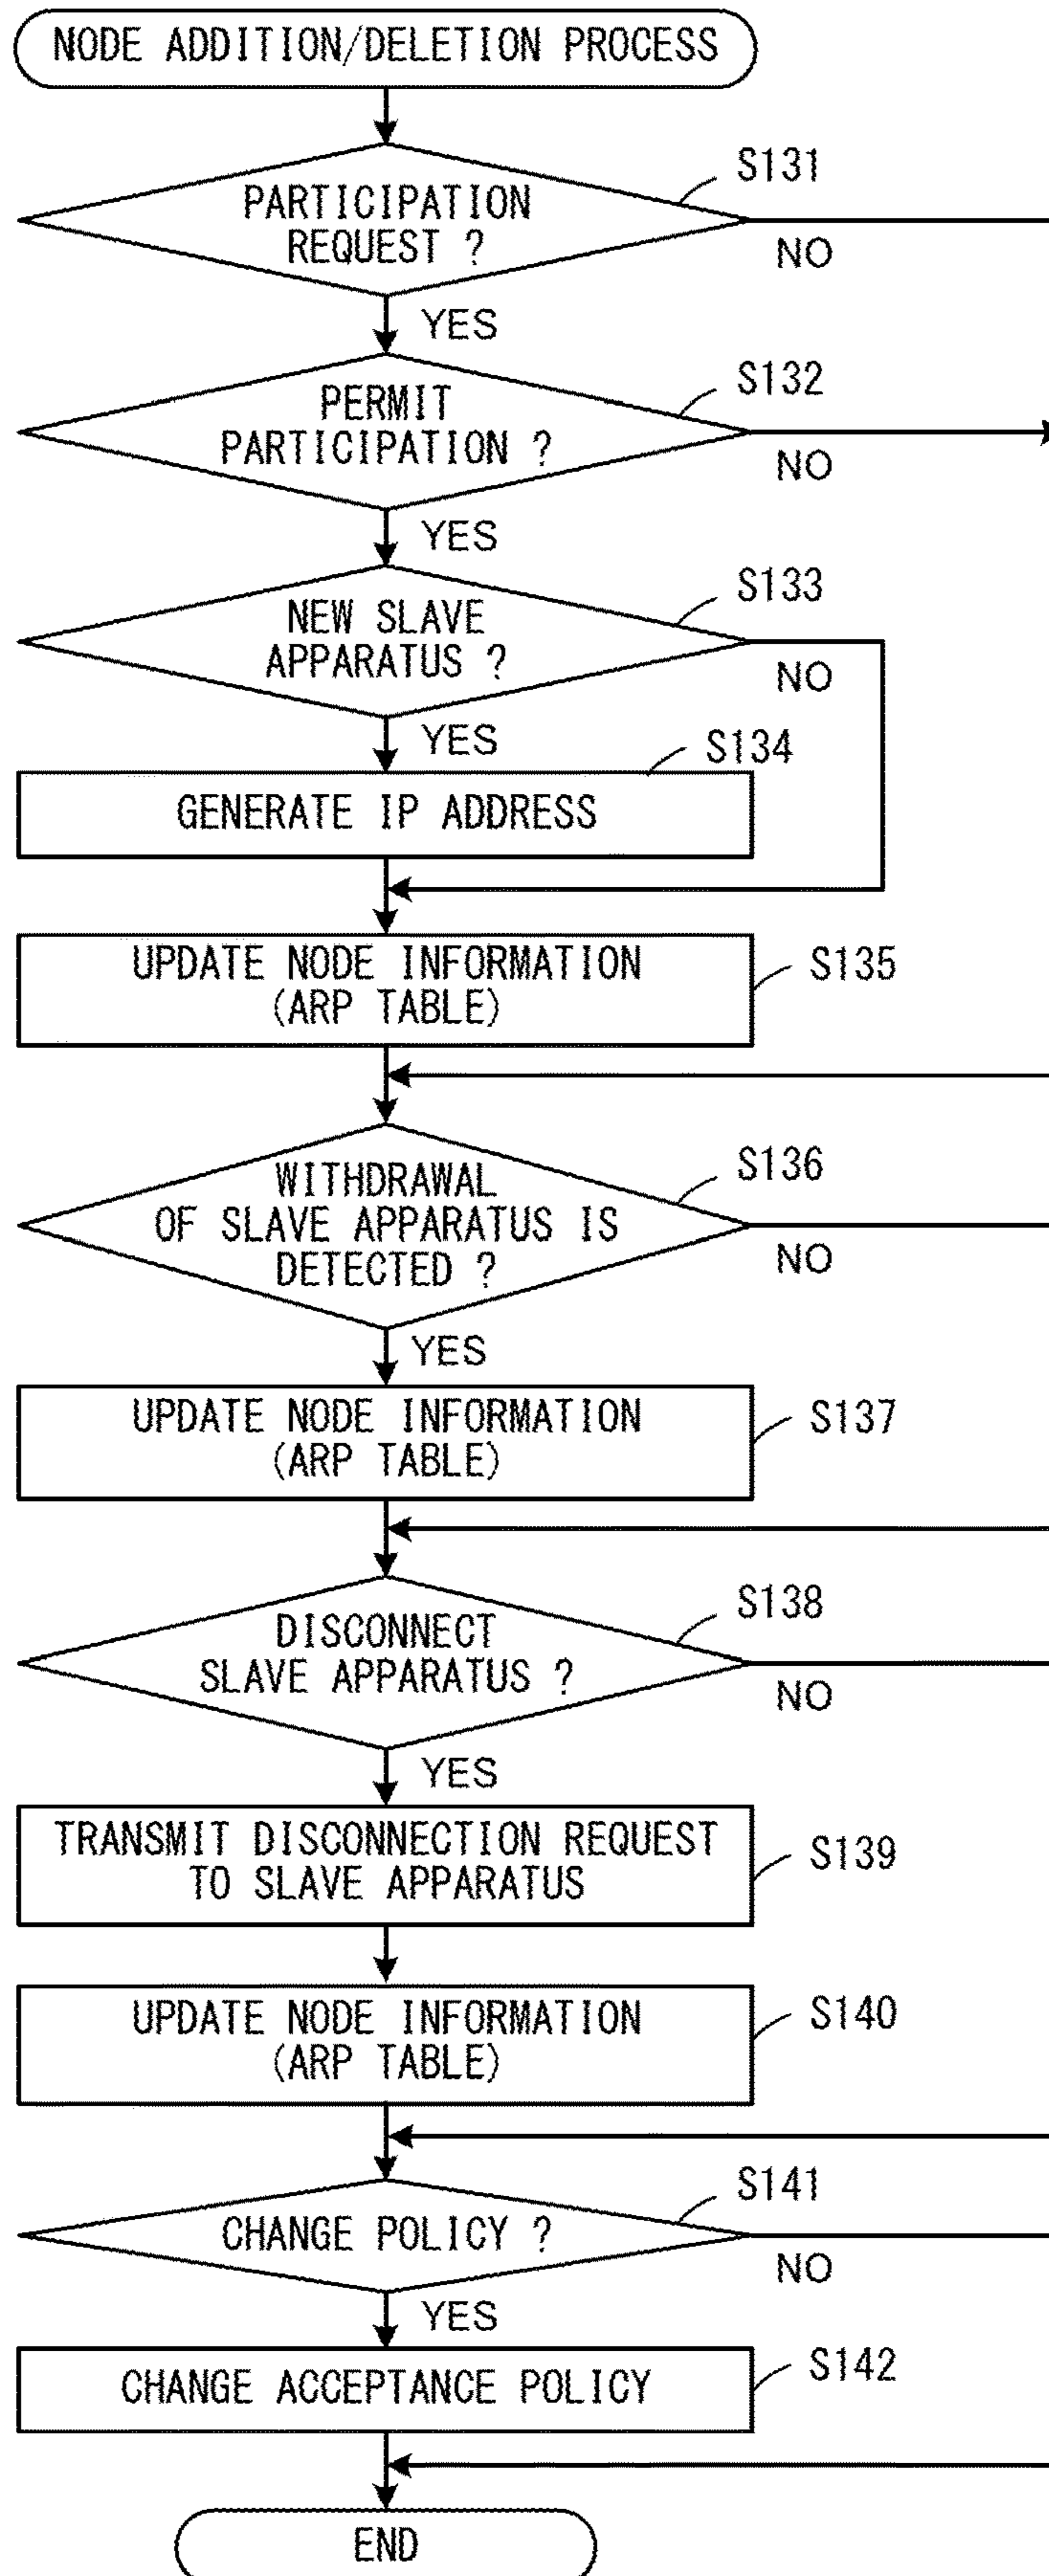 NODE ADDITION/DELETION PROCESS
S131
PARTICIPATION
REQUEST ?
NO
YES
S132
PERMIT
PARTICIPATION ?
NO
YES
S133
NEW SLAVE
APPARATUS ?
NO
YES
S134
GENERATE IP ADDRESS
UPDATE NODE INFORMATION
(ARP TABLE)
S135
S136
WITHDRAWAL
OF SLAVE APPARATUS IS
DETECTED ?
NO
YES
UPDATE NODE INFORMATION
(ARP TABLE)
S137
S138
DISCONNECT
SLAVE APPARATUS ?
NO
YES
TRANSMIT DISCONNECTION REQUEST
TO SLAVE APPARATUS
S139
UPDATE NODE INFORMATION
(ARP TABLE)
S140
S141
CHANGE POLICY ?
NO
YES
S142
CHANGE ACCEPTANCE POLICY
END